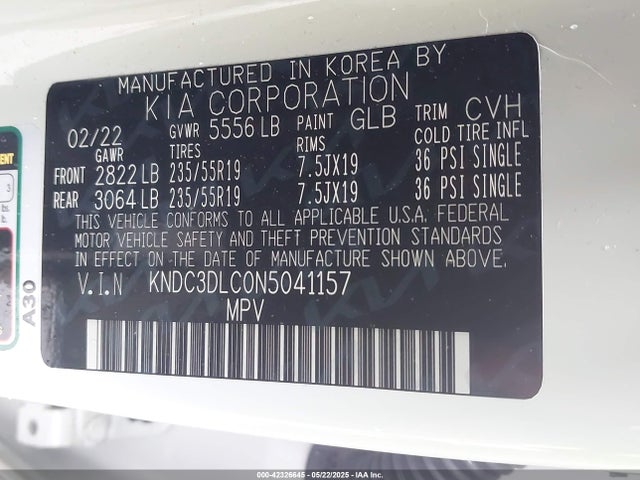 MANUFACTURED IN KOREA BY
KIA CORPORATION
02/22 GVWR 5556 LB PAINT GLB TRIM CVH
GAWR TIRES RIMS COLD TIRE INFL
FRONT 2822 LB 235/55R19 7.5JX19 36 PSI SINGLE
REAR 3064 LB 235/55R19 7.5JX19 36 PSI SINGLE
THIS VEHICLE CONFORMS TO ALL APPLICABLE U.S.A. FEDERAL
MOTOR VEHICLE SAFETY AND THEFT PREVENTION STANDARDS
IN EFFECT ON THE DATE OF MANUFACTURE SHOWN ABOVE.
V.I.N KNDC3DLC0N5041157
MPV
A30
000-42326645 - 05/22/2025 - IAA Inc.